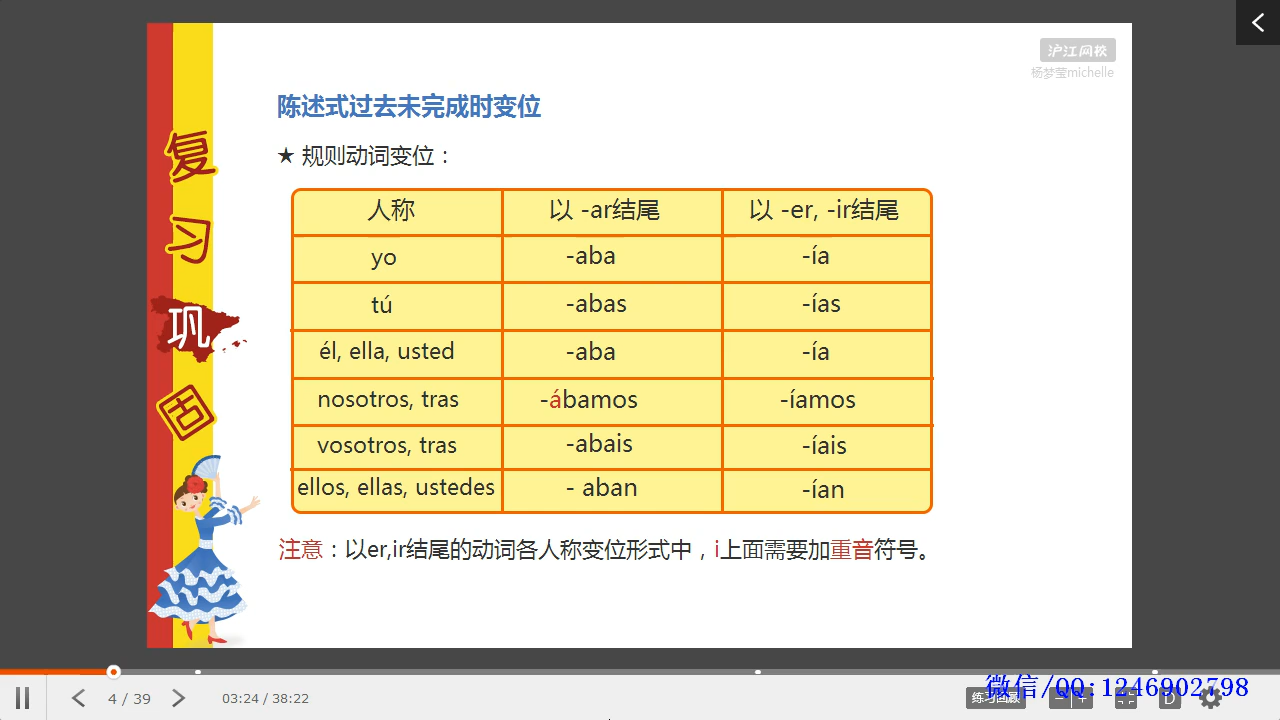 沪江网校
杨梦莹michelle
复习巩固
陈述式过去未完成时变位
★ 规则动词变位：
人称 以 -ar结尾 以 -er, -ir结尾
yo -aba -ía
tú -abas -ías
él, ella, usted -aba -ía
nosotros, tras -ábamos -íamos
vosotros, tras -abais -íais
ellos, ellas, ustedes - aban -ían
注意：以er,ir结尾的动词各人称变位形式中，i上面需要加重音符号。
4 / 39
03:24 / 38:22
练习回顾
微信/QQ:1246902798
D